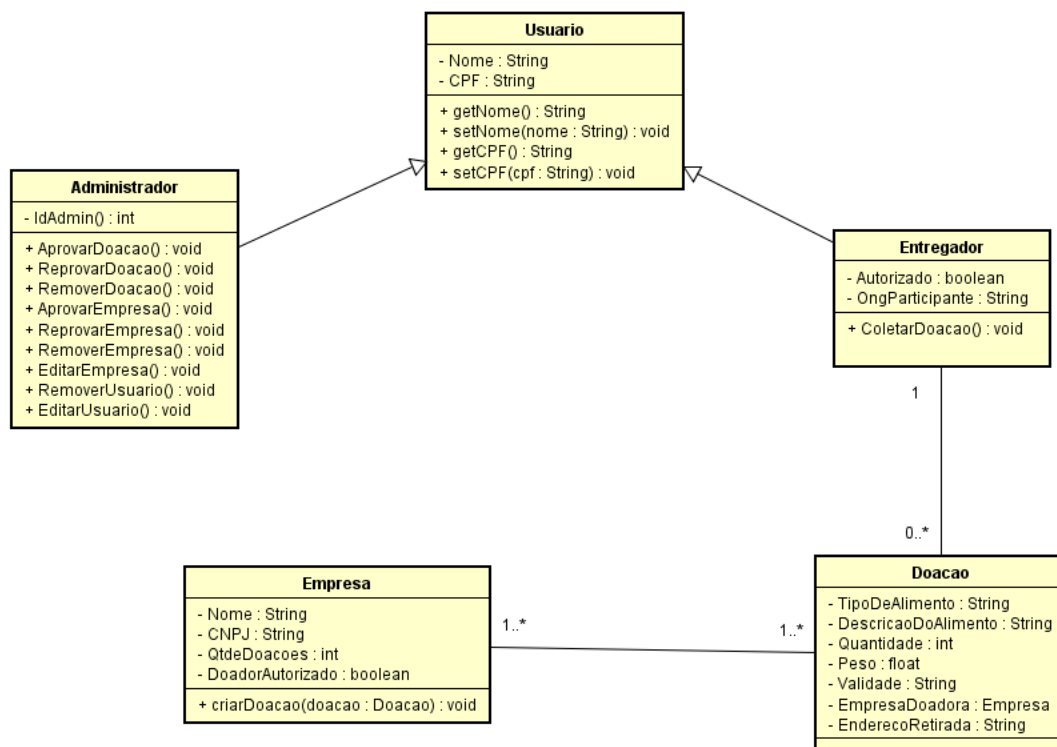 Usuario
- Nome : String
- CPF : String
+ getNome() : String
+ setNome(nome : String) : void
+ getCPF() : String
+ setCPF(cpf : String) : void
Administrador
- IdAdmin() : int
+ AprovarDoacao() : void
+ ReprovarDoacao() : void
+ RemoverDoacao() : void
+ AprovarEmpresa() : void
+ ReprovarEmpresa() : void
+ RemoverEmpresa() : void
+ EditarEmpresa() : void
+ RemoverUsuario() : void
+ EditarUsuario() : void
Entregador
- Autorizado : boolean
- OngParticipante : String
+ ColetarDoacao() : void
1
0..*
Empresa
- Nome : String
- CNPJ : String
- QtdeDoacoes : int
- DoadorAutorizado : boolean
+ criarDoacao(doacao : Doacao) : void
1..*
1..*
Doacao
- TipoDeAlimento : String
- DescricaoDoAlimento : String
- Quantidade : int
- Peso : float
- Validade : String
- EmpresaDoadora : Empresa
- EnderecoRetirada : String